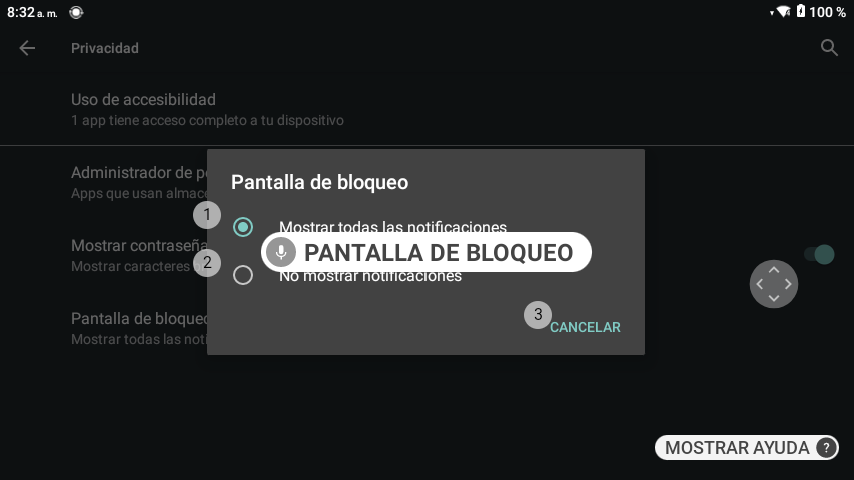 8:32 a. m.
100 %
Privacidad
Uso de accesibilidad
1 app tiene acceso completo a tu dispositivo
Administrador de pe
Apps que usan almac
Mostrar contraseña
Mostrar caracteres
Pantalla de bloqueo
Mostrar todas las noti
Pantalla de bloqueo
1
Mostrar todas las notificaciones
PANTALLA DE BLOQUEO
2
No mostrar notificaciones
3
CANCELAR
MOSTRAR AYUDA ?